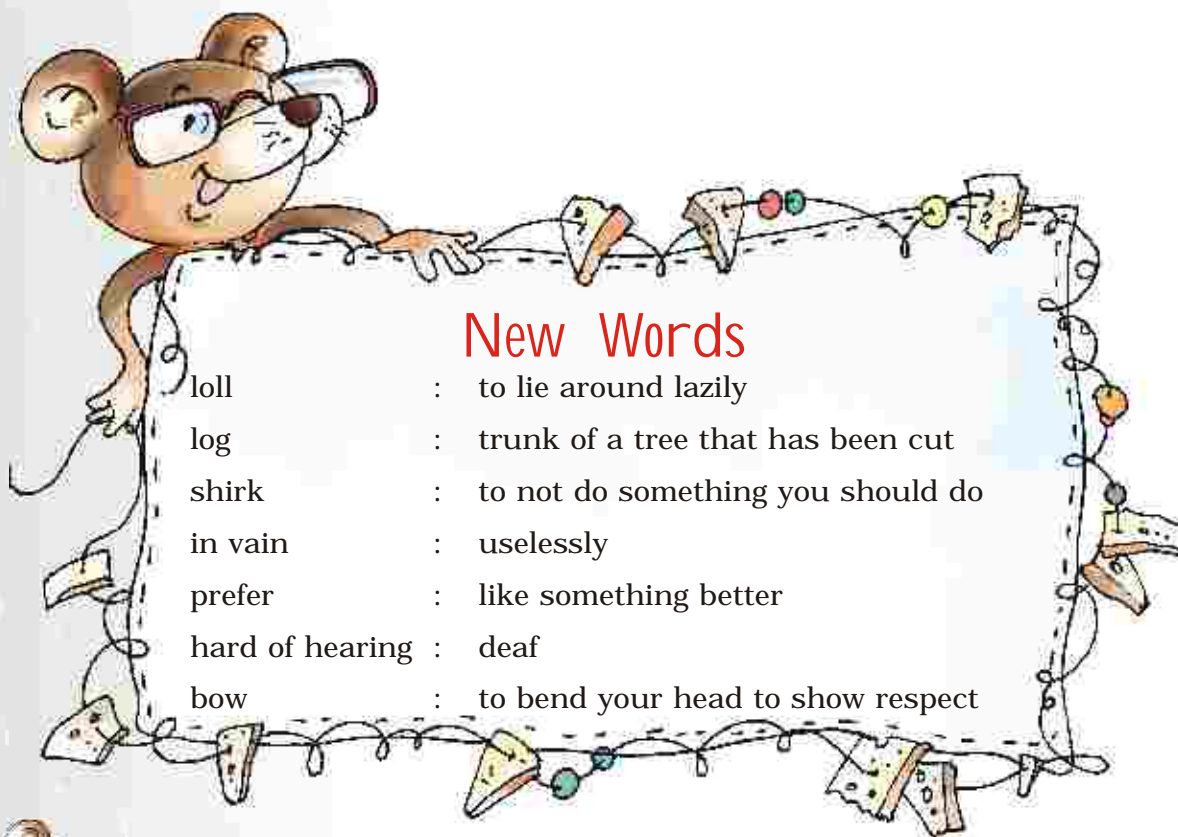 New Words
loll : to lie around lazily
log : trunk of a tree that has been cut
shirk : to not do something you should do
in vain : uselessly
prefer : like something better
hard of hearing : deaf
bow : to bend your head to show respect